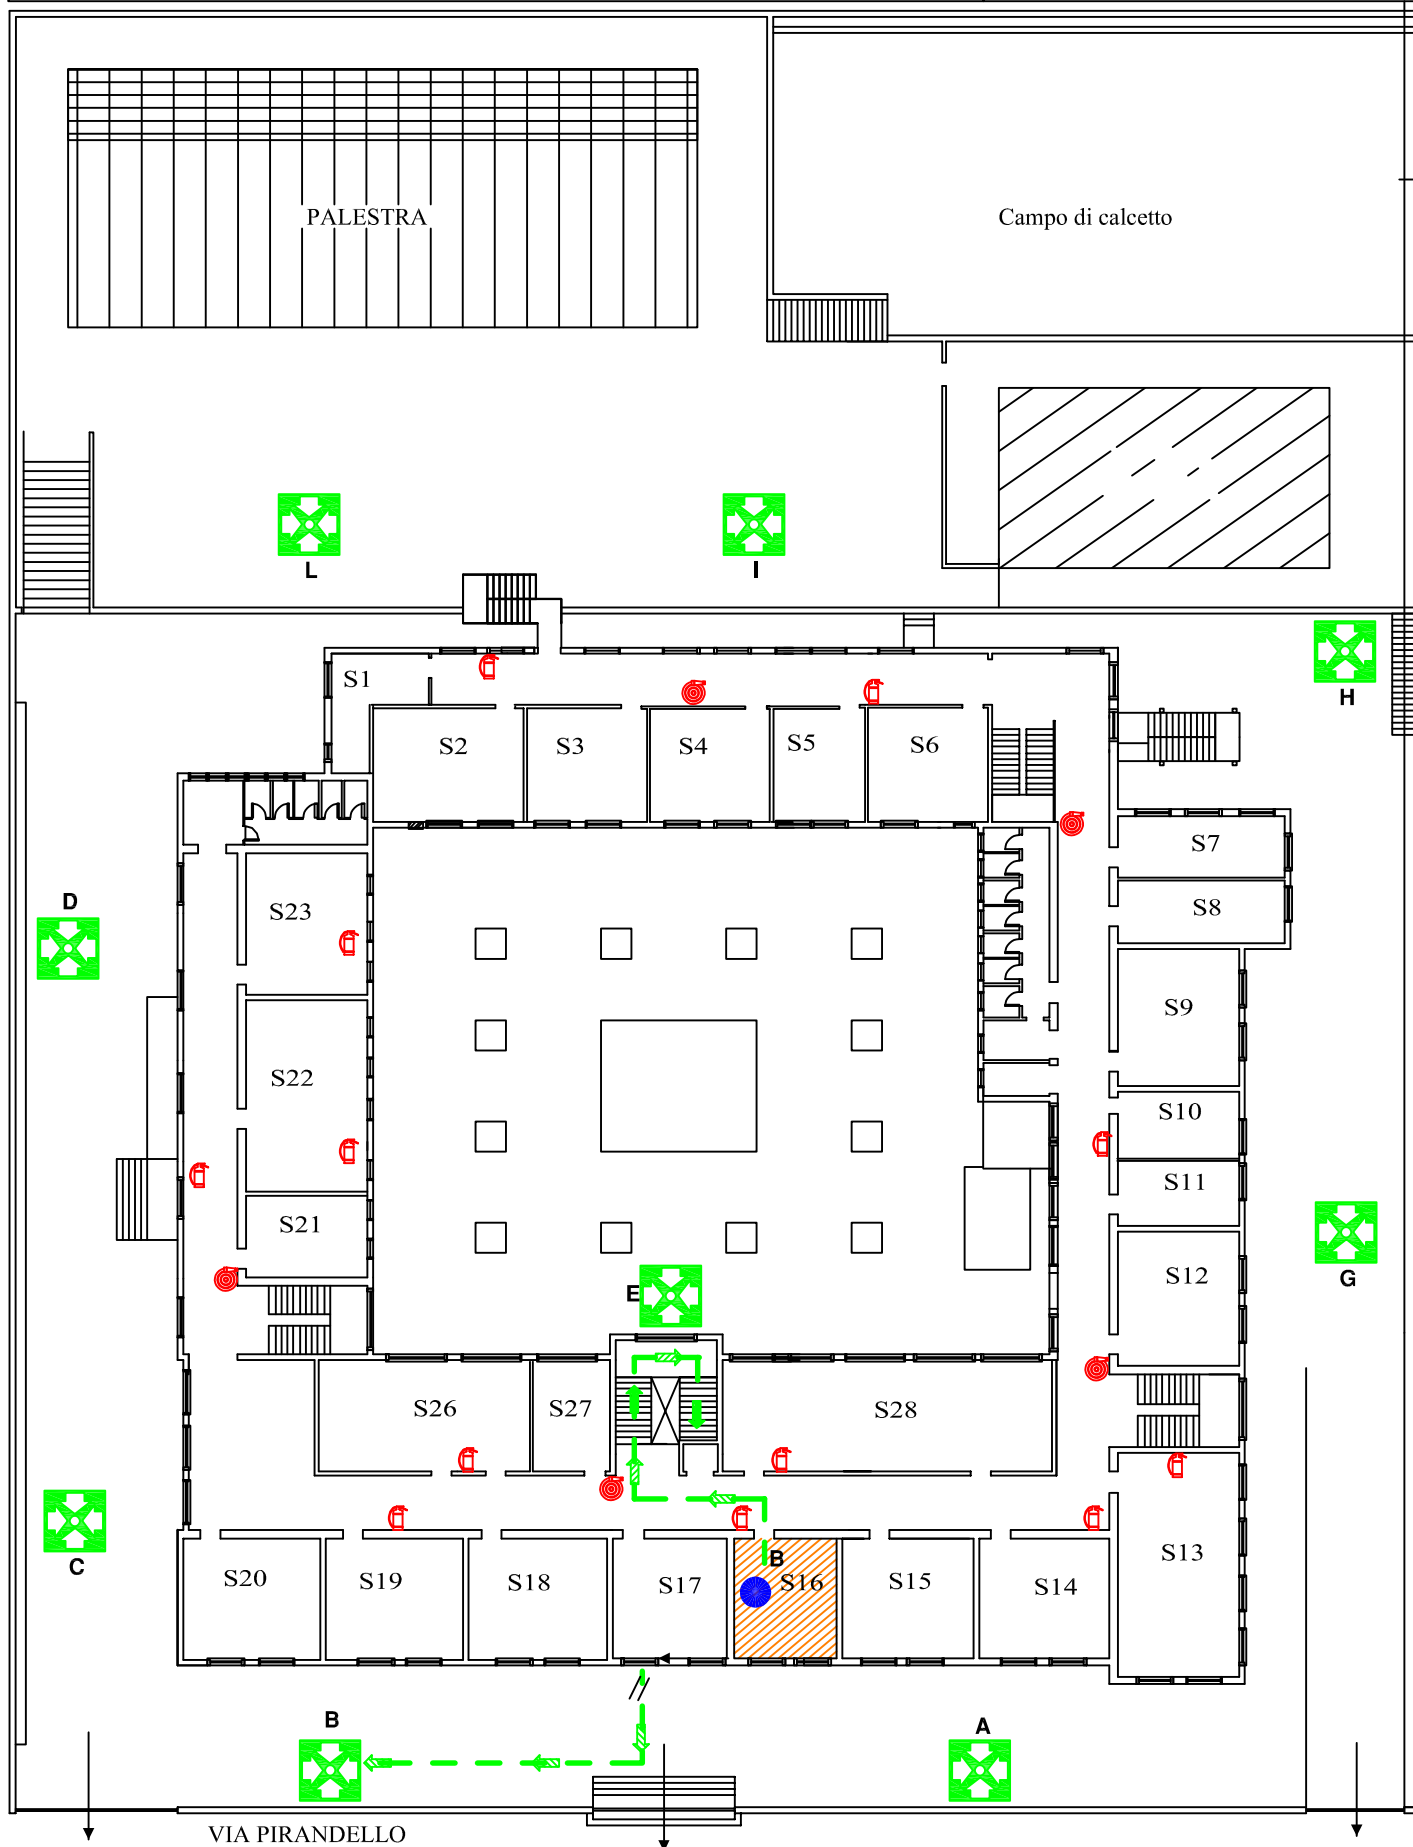 PALESTRA
Campo di calcetto
L
I
H
S1
S2
S3
S4
S5
S6
S7
S8
D
S23
S9
S22
S10
S11
S21
S12
E
G
S26
S27
S28
C
S13
B
S20
S19
S18
S17
S16
S15
S14
B
A
VIA PIRANDELLO